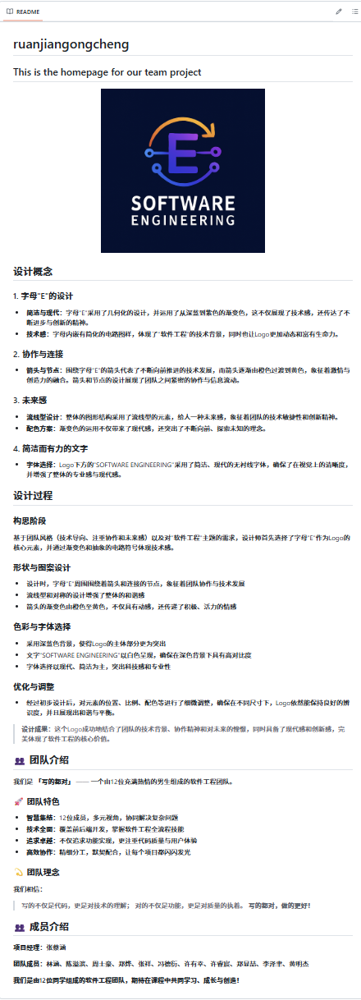 README
ruanjiangongcheng
This is the homepage for our team project
E
SOFTWARE
ENGINEERING
设计概念
1. 字母"E"的设计
• 简洁与现代：字母"E"采用了几何化的设计，并运用了从深蓝到紫色的渐变色，这不仅展现了技术感，还传达了不
断进步与创新的精神。
• 技术感：字母内嵌有简化的电路图样，体现了"软件工程"的技术背景，同时也让Logo更加动态和富有生命力。
2. 协作与连接
• 箭头与节点：围绕字母"E"的箭头代表了不断向前推进的技术发展，而箭头逐渐由橙色过渡到黄色，象征着激情与
创造力的融合。箭头和节点的设计展现了团队之间紧密的协作与信息流动。
3. 未来感
• 流线型设计：整体的图形结构采用了流线型的元素，给人一种未来感，象征着团队的技术敏捷性和创新精神。
• 配色方案：渐变色的运用不仅带来了现代感，还突出了不断向前、探索未知的理念。
4. 简洁而有力的文字
• 字体选择：Logo下方的"SOFTWARE ENGINEERING"采用了简洁、现代的无衬线字体，确保了在视觉上的清晰度，
并增强了整体的专业感与现代感。
设计过程
构思阶段
基于团队风格（技术导向、注重协作和未来感）以及对"软件工程"主题的需求，设计师首先选择了字母"E"作为Logo的
核心元素，并通过渐变色和抽象的电路符号体现技术感。
形状与图案设计
• 设计时，字母"E"周围围绕着箭头和连接的节点，象征着团队协作与技术发展
• 流线型和对称的设计增强了整体的和谐感
• 箭头的渐变色由橙色至黄色，不仅具有动感，还传递了积极、活力的情感
色彩与字体选择
• 采用深蓝色背景，使得Logo的主体部分更为突出
• 文字"SOFTWARE ENGINEERING"以白色呈现，确保在深色背景下具有高对比度
• 字体选择以现代、简洁为主，突出科技感和专业性
优化与调整
• 经过初步设计后，对元素的位置、比例、配色等进行了细微调整，确保在不同尺寸下，Logo依然能保持良好的辨
识度，并且展现出和谐与平衡。
设计成果：这个Logo成功地结合了团队的技术背景、协作精神和对未来的憧憬，同时具备了现代感和创新感，完
美体现了软件工程的核心价值。
团队介绍
我们是「写的都对」—— 一个由12位充满热情的男生组成的软件工程团队。
团队特色
• 智慧集结：12位成员，多元视角，协同解决复杂问题
• 技术全面：覆盖前后端开发，掌握软件工程全流程技能
• 追求卓越：不仅追求功能实现，更注重代码质量与用户体验
• 高效协作：精细分工，默契配合，让每个项目都闪闪发光
团队理念
我们相信：
写的不仅是代码，更是对技术的理解； 对的不仅是功能，更是对质量的执着。 写的都对，做的更好！
成员介绍
项目经理：张蔡涵
团队成员：林涵、陈溢滨、周士豪、郑烨、张祥、冯德衍、许有幸、许睿宸、郑显喆、李泽聿、黄明杰
我们是由12位同学组成的软件工程团队，期待在课程中共同学习、成长与创造！